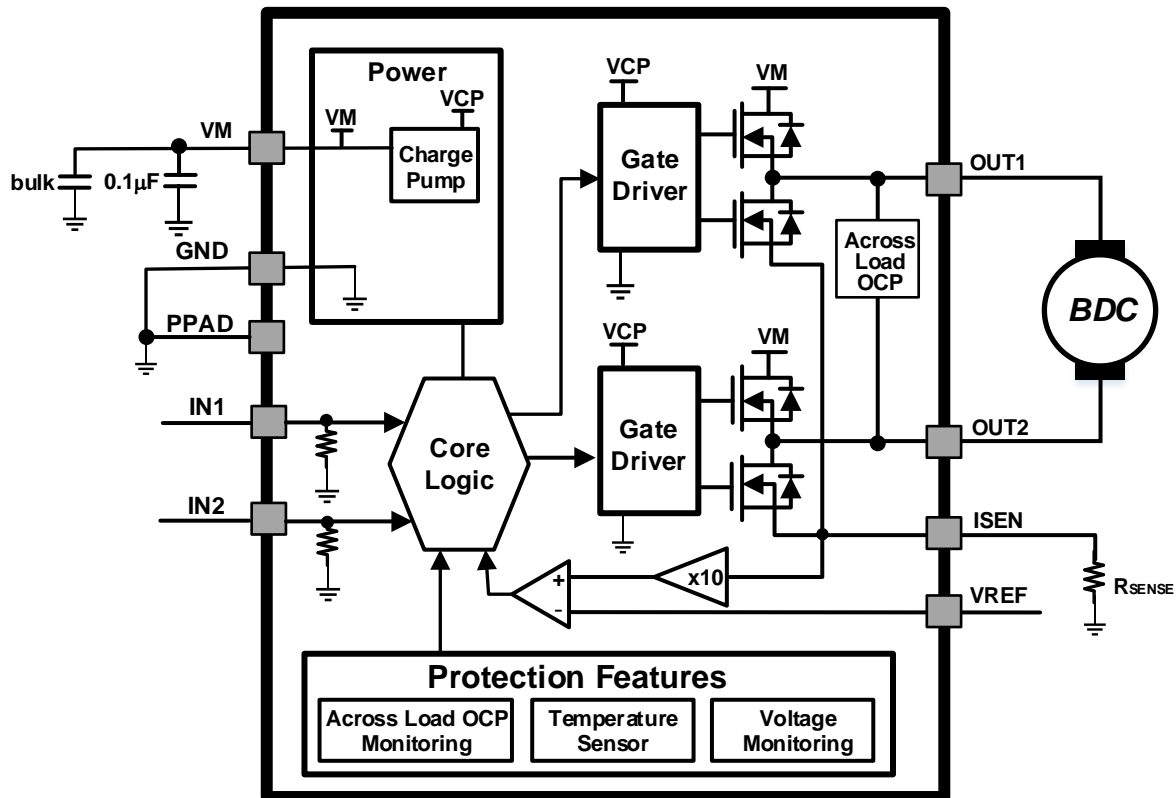 Power
VCP
VM
Charge
Pump
VM
bulk
0.1μF
GND
PPAD
IN1
IN2
Core
Logic
VCP
Gate
Driver
VM
VCP
Gate
Driver
VM
Across
Load
OCP
OUT1
BDC
OUT2
ISEN
x10
+
-
VREF
RSENSE
Protection Features
Across Load OCP
Monitoring
Temperature
Sensor
Voltage
Monitoring